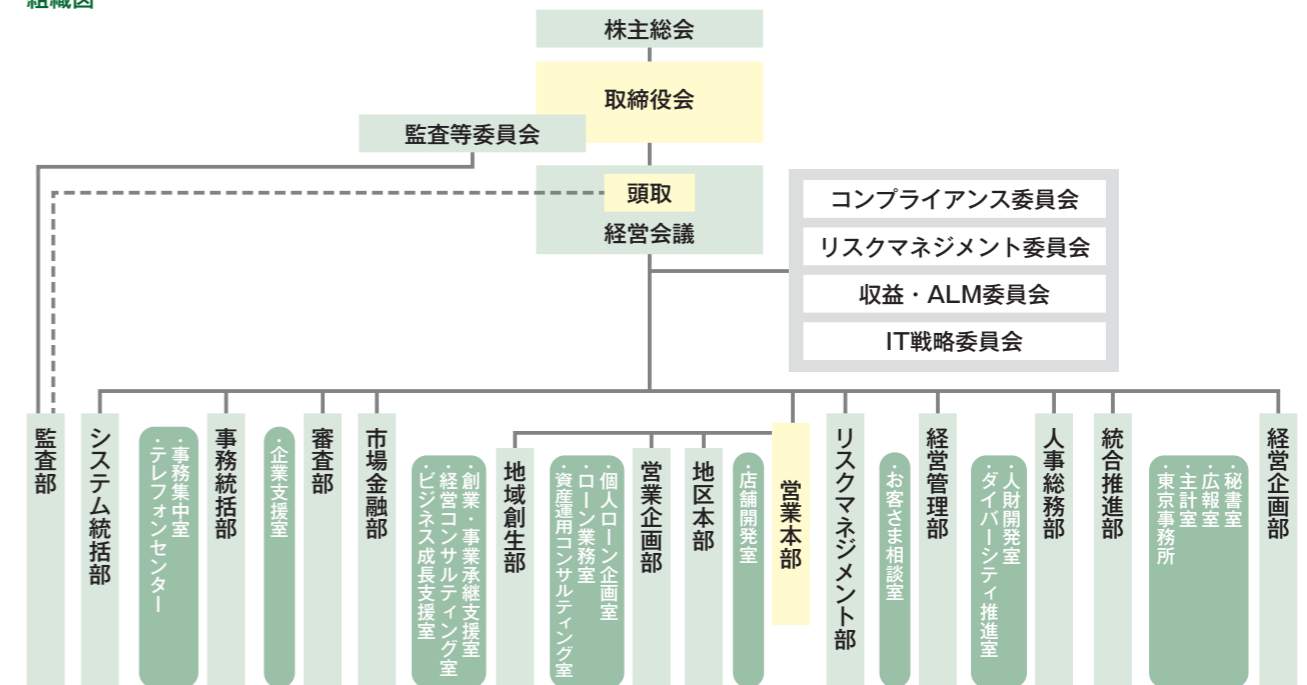 組織図
株主総会
取締役会
監査等委員会
頭取
経営会議
コンプライアンス委員会
リスクマネジメント委員会
収益・ALM委員会
IT戦略委員会
経営企画部
・秘書室
・広報室
・主計室
・東京事務所
統合推進部
人事総務部
・人財開発室
・ダイバーシティ推進室
経営管理部
・お客さま相談室
リスクマネジメント部
営業本部
・店舗開発室
地区本部
営業企画部
・個人ローン企画室
・ローン業務室
・資産運用コンサルティング室
地域創生部
・創業・事業承継支援室
・経営コンサルティング室
・ビジネス成長支援室
市場金融部
審査部
・企業支援室
事務統括部
・事務集中室
・テレフォンセンター
システム統括部
監査部